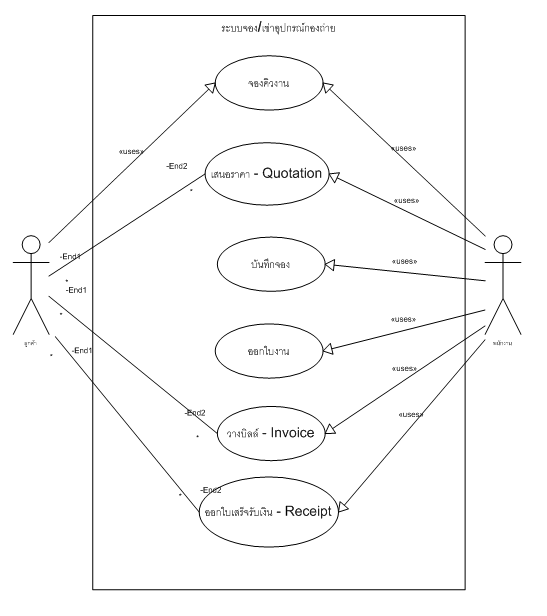 ระบบจอง/เช่าอุปกรณ์กองถ่าย
จองคิวงาน
«uses»
«uses»
-End2
เสนอราคา - Quotation
*
«uses»
-End1
*
บันทึกจอง
«uses»
-End1
*
ลูกค้า
พนักงาน
«uses»
ออกใบงาน
-End1
*
«uses»
-End2
*
วางบิลล์ - Invoice
«uses»
-End2
*
ออกใบเสร็จรับเงิน - Receipt